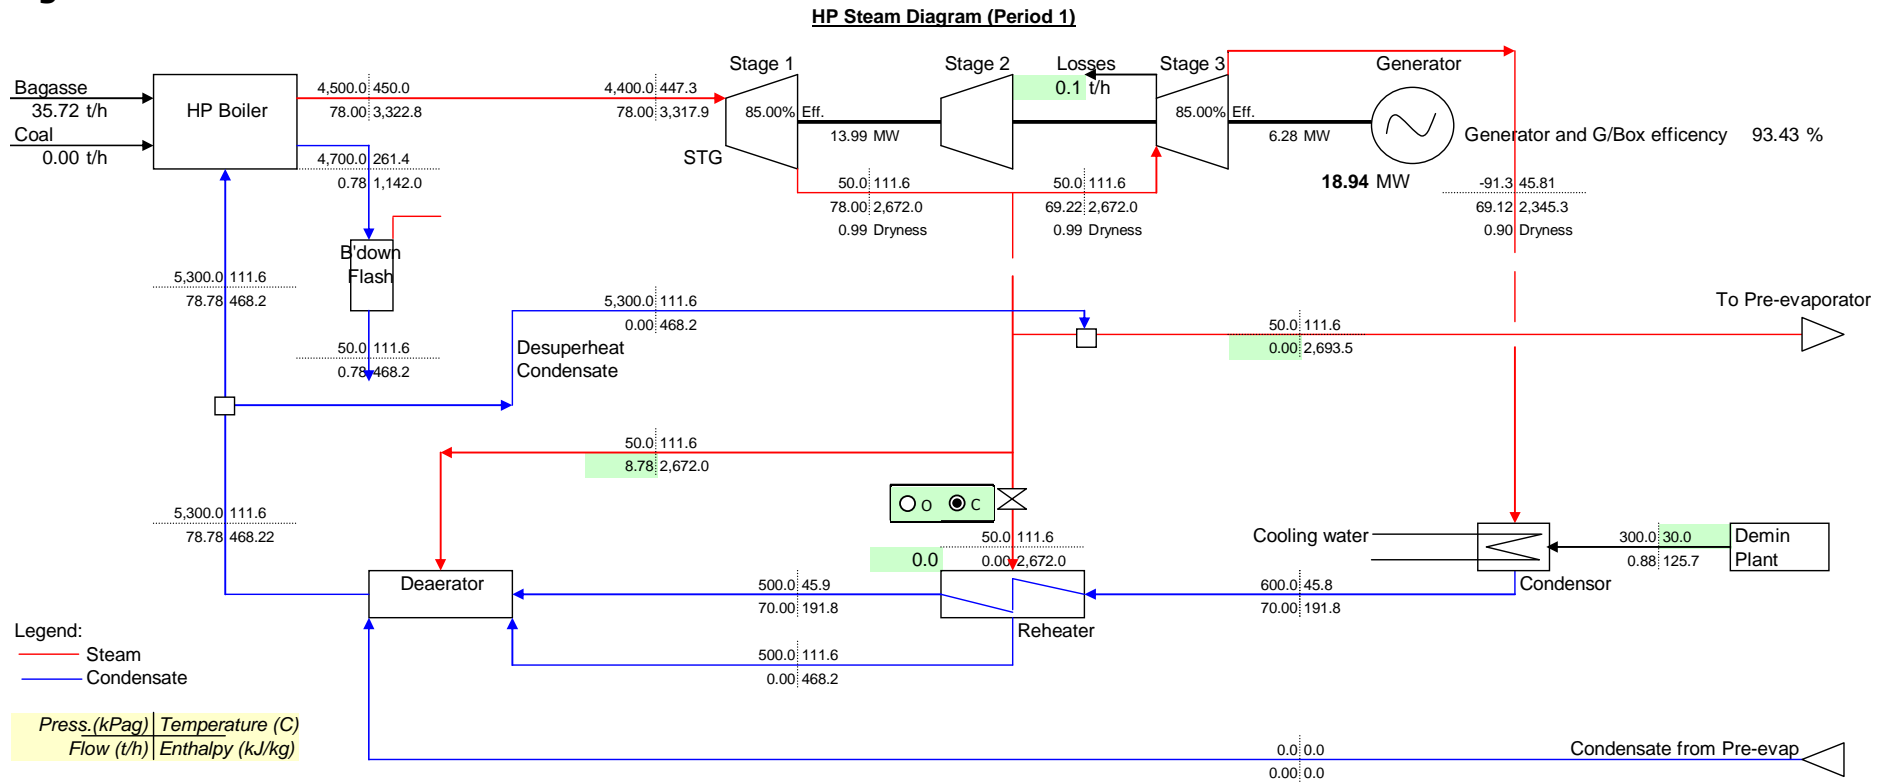 HP Steam Diagram (Period 1)
Bagasse
35.72 t/h
Coal
0.00 t/h
HP Boiler
4,500.0 450.0
78.00 3,322.8
4,700.0 261.4
0.78 1,142.0
4,400.0 447.3
78.00 3,317.9
Stage 1
85.00% Eff.
STG
13.99 MW
Stage 2
Losses
0.1 t/h
Stage 3
85.00% Eff.
6.28 MW
Generator
Generator and G/Box efficency 93.43 %
18.94 MW
50.0 111.6
78.00 2,672.0
0.99 Dryness
50.0 111.6
69.22 2,672.0
0.99 Dryness
-91.3 45.81
69.12 2,345.3
0.90 Dryness
B'down
Flash
5,300.0 111.6
78.78 468.2
50.0 111.6
0.78 468.2
5,300.0 111.6
0.00 468.2
Desuperheat
Condensate
50.0 111.6
0.00 2,693.5
To Pre-evaporator
50.0 111.6
8.78 2,672.0
O C
5,300.0 111.6
78.78 468.22
50.0 111.6
0.00 2,672.0
0.0
Cooling water
300.0 30.0
0.88 125.7
Demin
Plant
Condensor
Deaerator
500.0 45.9
70.00 191.8
600.0 45.8
70.00 191.8
Reheater
500.0 111.6
0.00 468.2
Legend:
Steam
Condensate
Press.(kPag) Temperature (C)
Flow (t/h) Enthalpy (kJ/kg)
0.0 0.0
0.00 0.0
Condensate from Pre-evap